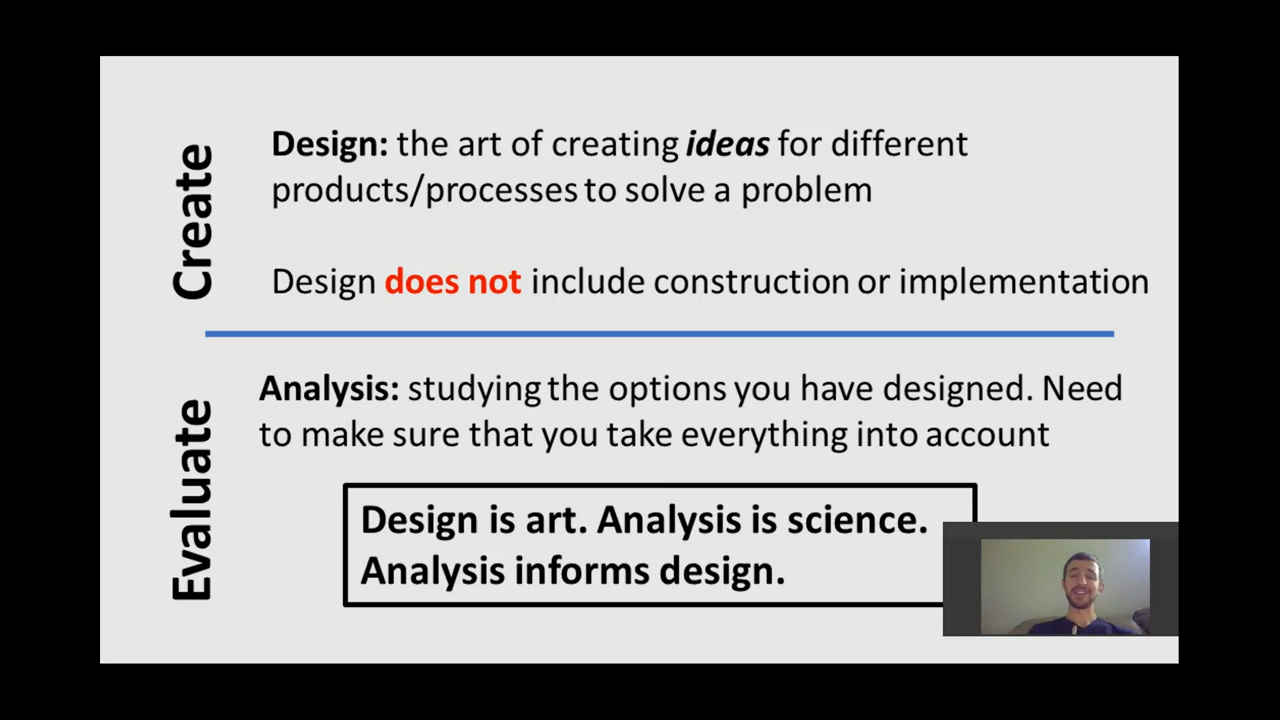 Create
Design: the art of creating ideas for different
products/processes to solve a problem
Design does not include construction or implementation
Evaluate
Analysis: studying the options you have designed. Need
to make sure that you take everything into account
Design is art. Analysis is science.
Analysis informs design.